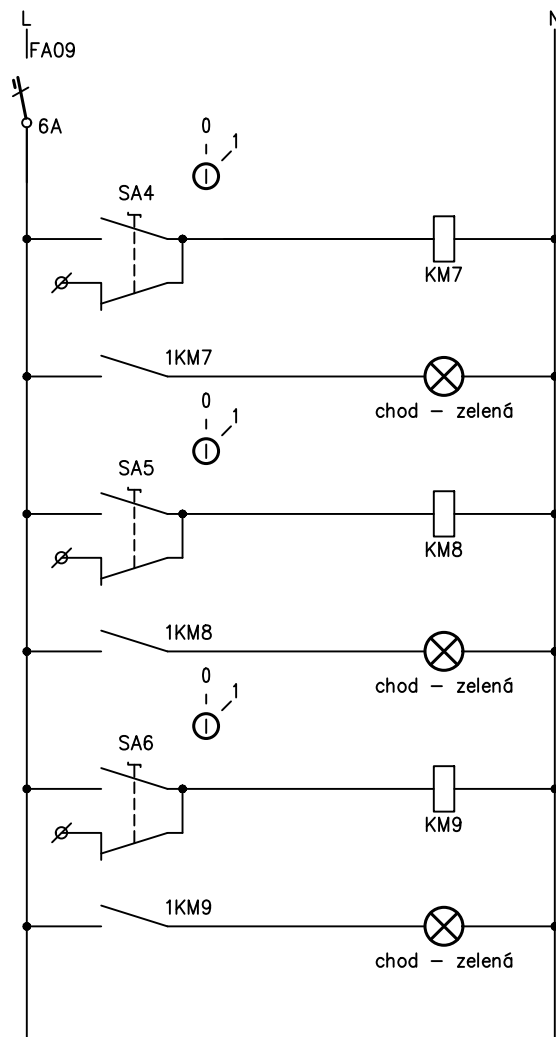 L N
FA09
6A
0
1
SA4
KM7
1KM7
chod – zelená
0
1
SA5
KM8
1KM8
chod – zelená
0
1
SA6
KM9
1KM9
chod – zelená